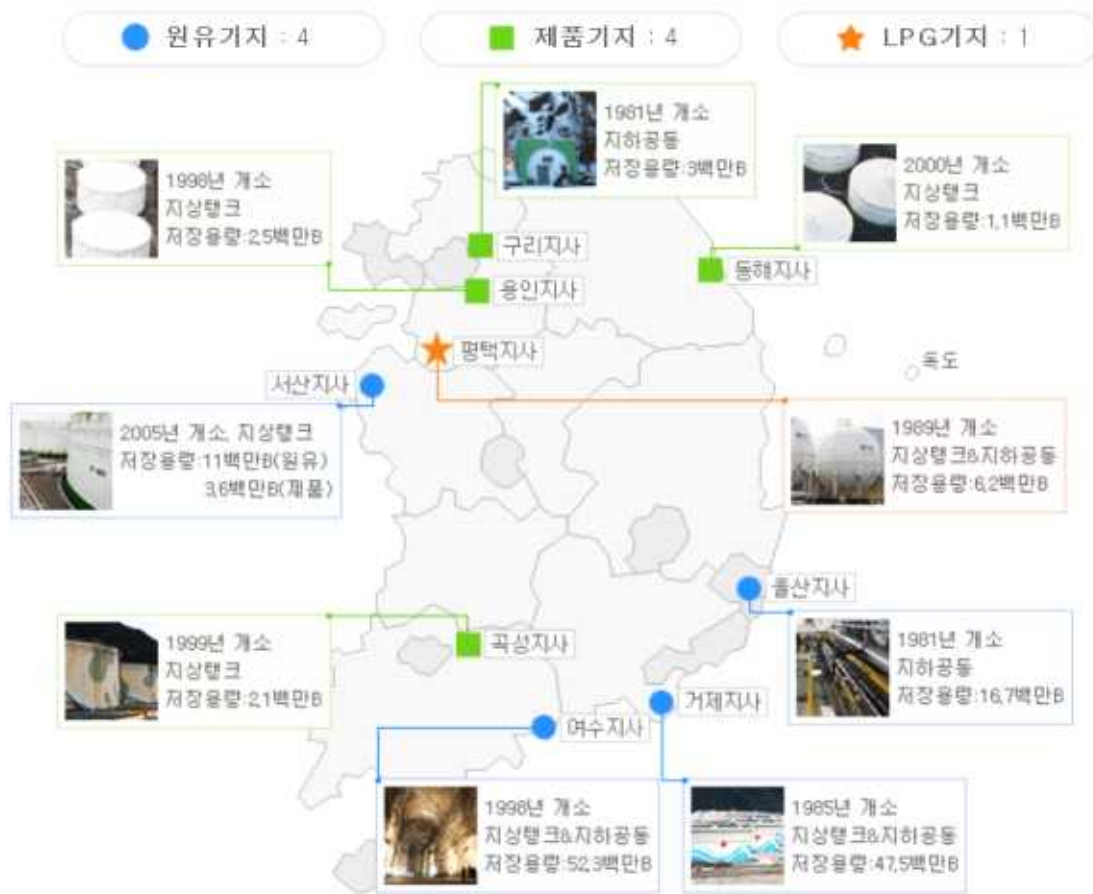 원유기지 : 4
제품기지 : 4
LPG기지 : 1
1981년 개소
지하공동
저장용량:3백만B
1998년 개소
지상탱크
저장용량:2,5백만B
2000년 개소
지상탱크
저장용량:1,1백만B
구리지사
동해지사
용인지사
평택지사
독도
서산지사
2005년 개소, 지상탱크
저장용량:11백만B(원유)
3,6백만B(제품)
1989년 개소
지상탱크&지하공동
저장용량:6,2백만B
울산지사
1999년 개소
지상탱크
저장용량:2,1백만B
곡성지사
1981년 개소
지하공동
저장용량:16,7백만B
거제지사
여수지사
1998년 개소
지상탱크&지하공동
저장용량:52,3백만B
1985년 개소
지상탱크&지하공동
저장용량:47,5백만B